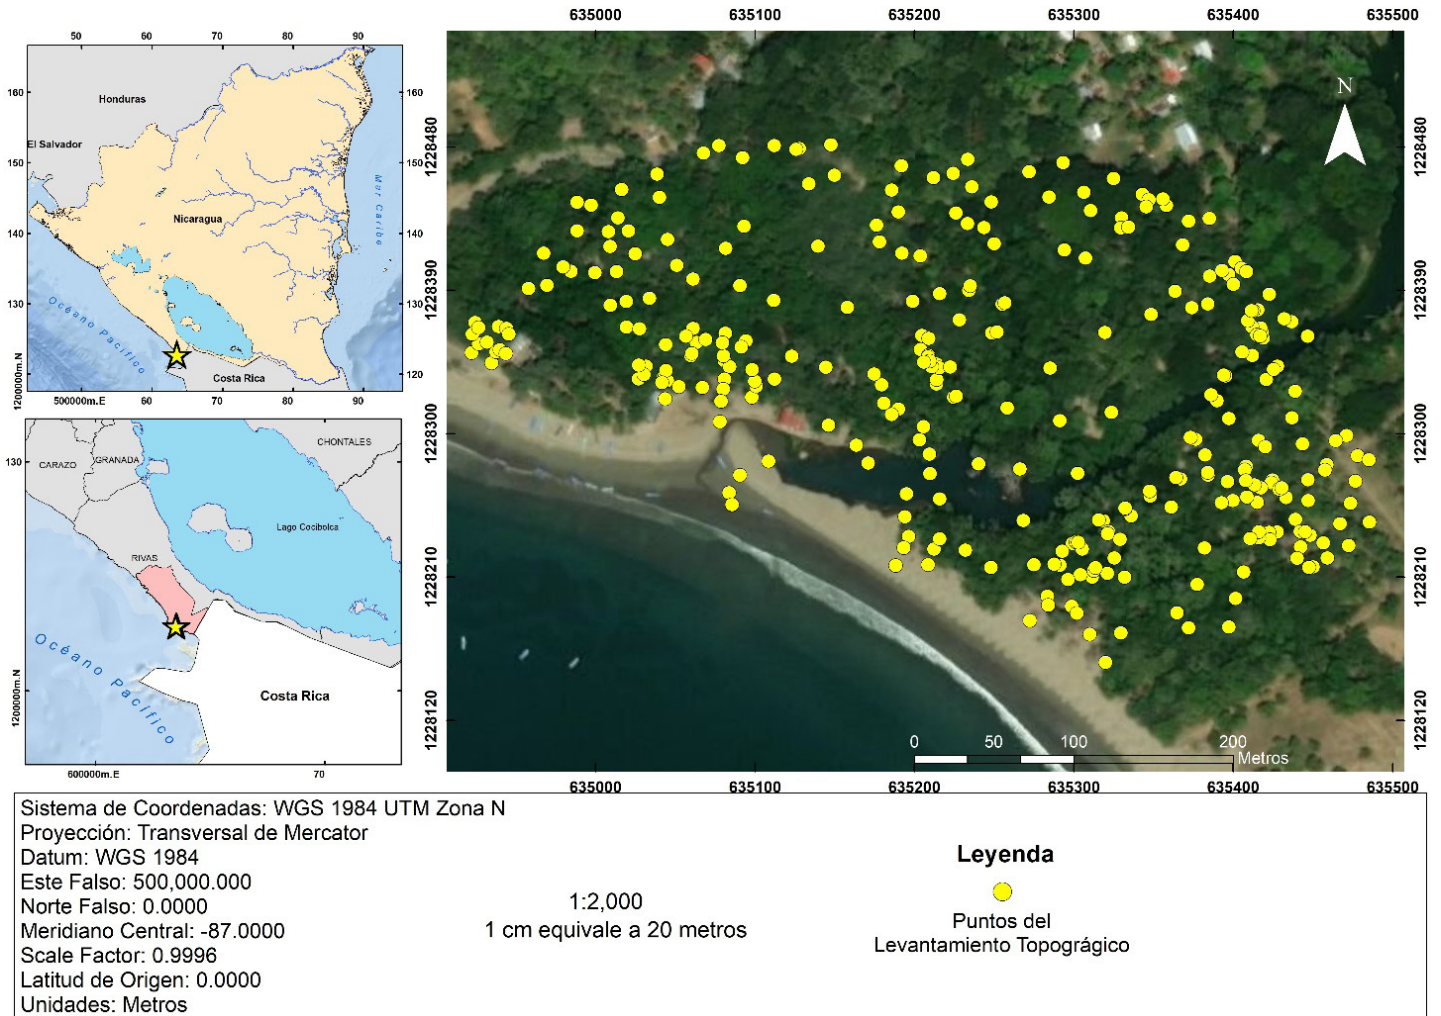 50 60 70 80 90
160
150
140
130
1200000m.N
500000m.E 60 70 80 90
160
150
140
130
120
Honduras
El Salvador
Nicaragua
Mar Caribe
Océano Pacífico
Costa Rica
130
1200000m.N
600000m.E 70
CARAZO
GRANADA
CHONTALES
Lago Cocibolca
RIVAS
Océano Pacífico
Costa Rica
635000 635100 635200 635300 635400 635500
1228480
1228390
1228300
1228210
1228120
1228480
1228390
1228300
1228210
1228120
N
0 50 100 200
Metros
635000 635100 635200 635300 635400 635500
Sistema de Coordenadas: WGS 1984 UTM Zona N
Proyección: Transversal de Mercator
Datum: WGS 1984
Este Falso: 500,000.000
Norte Falso: 0.0000
Meridiano Central: -87.0000
Scale Factor: 0.9996
Latitud de Origen: 0.0000
Unidades: Metros
1:2,000
1 cm equivale a 20 metros
Leyenda
Puntos del
Levantamiento Topográgico